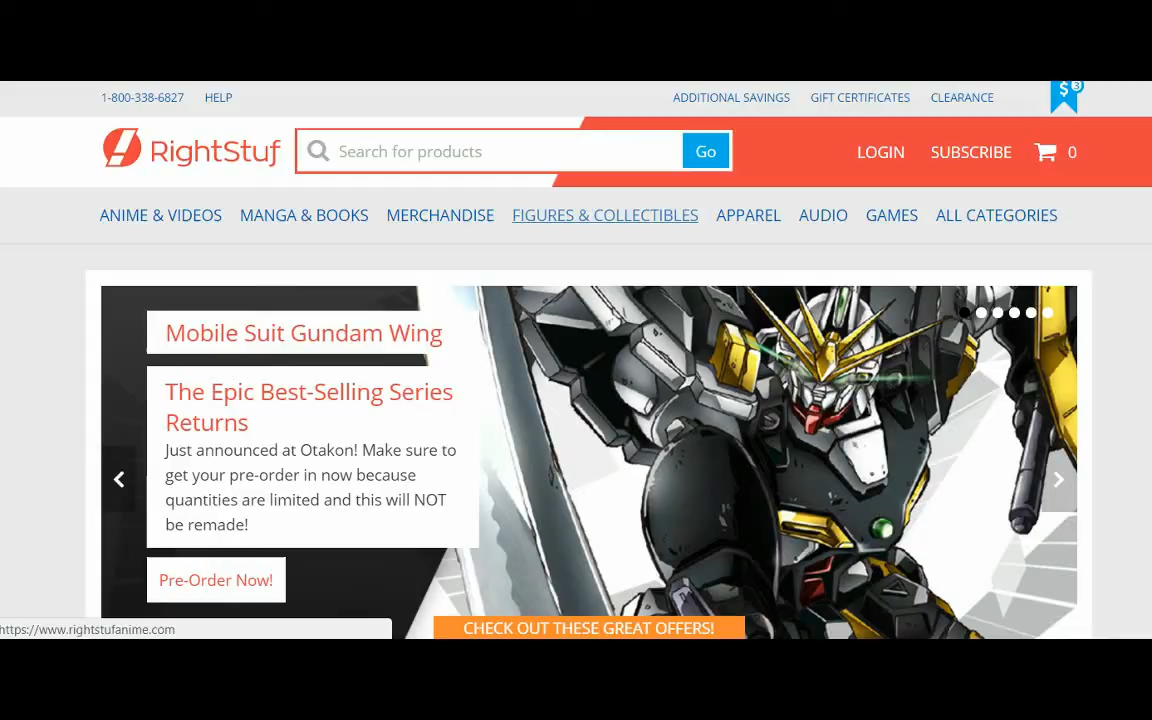 1-800-338-6827 HELP ADDITIONAL SAVINGS GIFT CERTIFICATES CLEARANCE $ 3
RightStuf Search for products Go LOGIN SUBSCRIBE 0
ANIME & VIDEOS MANGA & BOOKS MERCHANDISE FIGURES & COLLECTIBLES APPAREL AUDIO GAMES ALL CATEGORIES
Mobile Suit Gundam Wing
The Epic Best-Selling Series
Returns
Just announced at Otakon! Make sure to
get your pre-order in now because
quantities are limited and this will NOT
be remade!
Pre-Order Now!
https://www.rightstufanime.com
CHECK OUT THESE GREAT OFFERS!